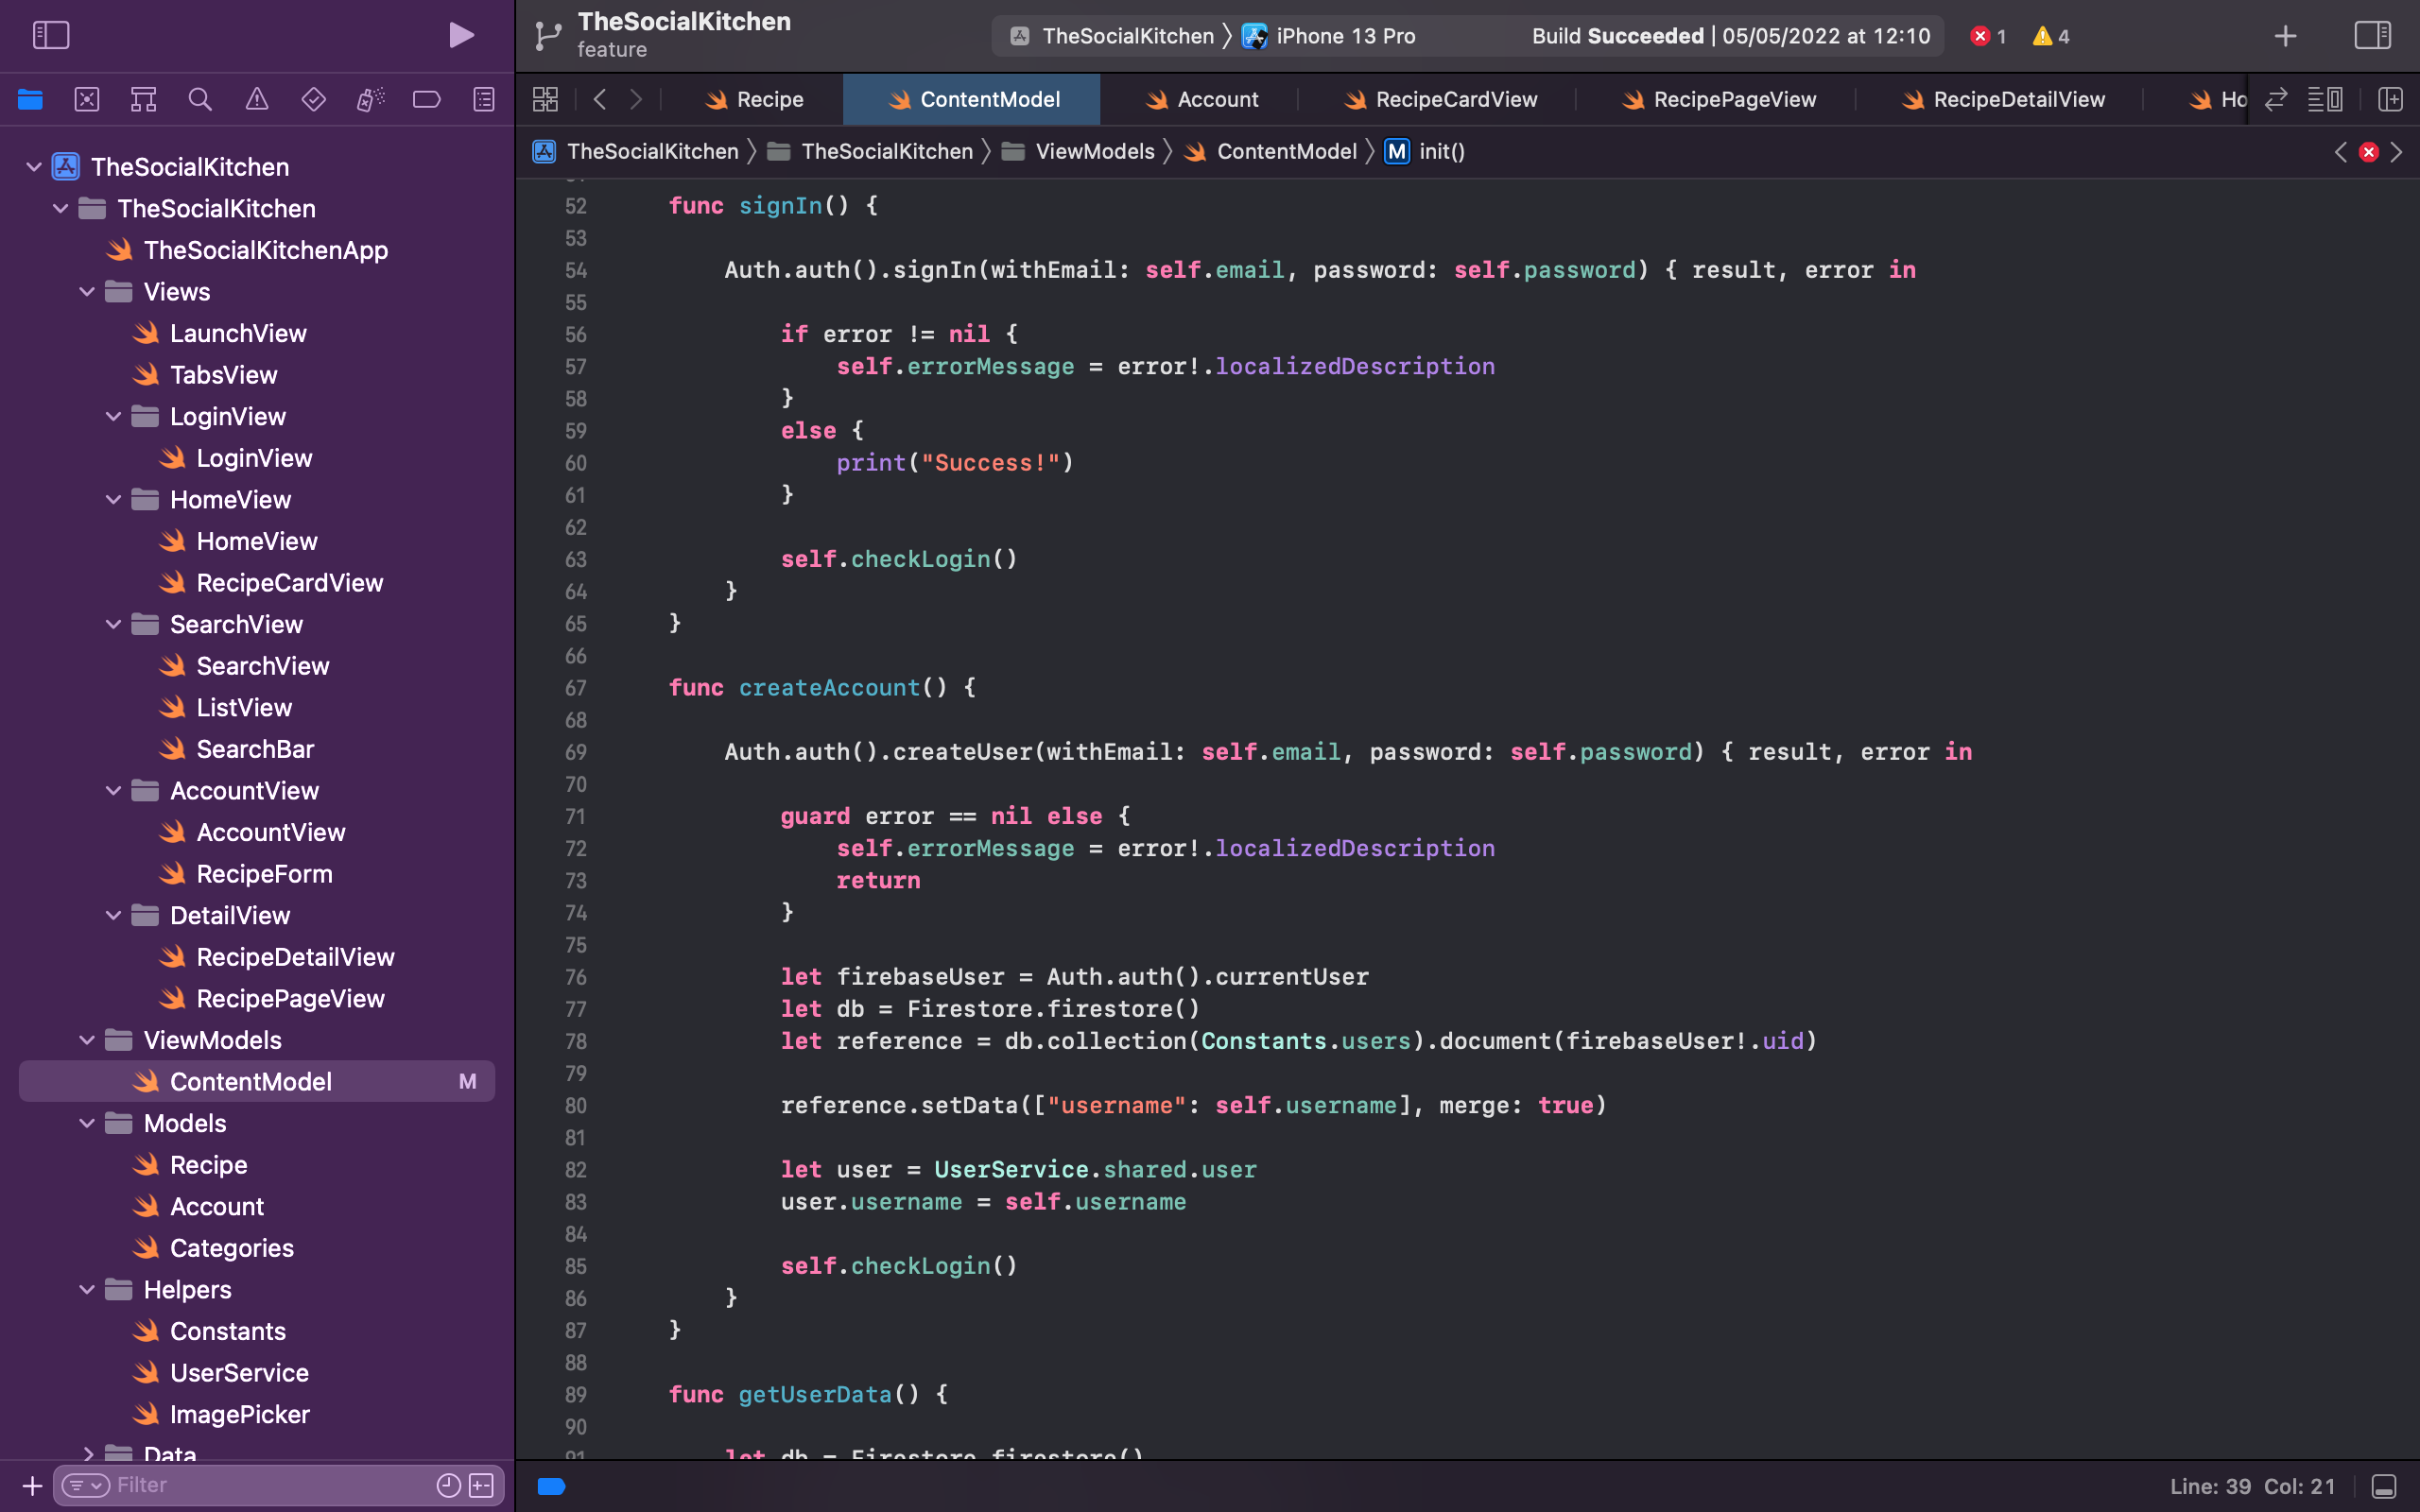 TheSocialKitchen
feature
TheSocialKitchen
iPhone 13 Pro
Build Succeeded | 05/05/2022 at 12:10
1
4
Recipe
ContentModel
Account
RecipeCardView
RecipePageView
RecipeDetailView
Ho
TheSocialKitchen
TheSocialKitchen
ViewModels
ContentModel
M init()
TheSocialKitchen
TheSocialKitchen
TheSocialKitchenApp
Views
LaunchView
TabsView
LoginView
LoginView
HomeView
HomeView
RecipeCardView
SearchView
SearchView
ListView
SearchBar
AccountView
AccountView
RecipeForm
DetailView
RecipeDetailView
RecipePageView
ViewModels
ContentModel M
Models
Recipe
Account
Categories
Helpers
Constants
UserService
ImagePicker
Data
Filter
52 func signIn() {
53
54 Auth.auth().signIn(withEmail: self.email, password: self.password) { result, error in
55
56 if error != nil {
57 self.errorMessage = error!.localizedDescription
58 }
59 else {
60 print("Success!")
61 }
62
63 self.checkLogin()
64 }
65 }
66
67 func createAccount() {
68
69 Auth.auth().createUser(withEmail: self.email, password: self.password) { result, error in
70
71 guard error == nil else {
72 self.errorMessage = error!.localizedDescription
73 return
74 }
75
76 let firebaseUser = Auth.auth().currentUser
77 let db = Firestore.firestore()
78 let reference = db.collection(Constants.users).document(firebaseUser!.uid)
79
80 reference.setData(["username": self.username], merge: true)
81
82 let user = UserService.shared.user
83 user.username = self.username
84
85 self.checkLogin()
86 }
87 }
88
89 func getUserData() {
90
91 let db = Firestore.firestore()
Line: 39 Col: 21